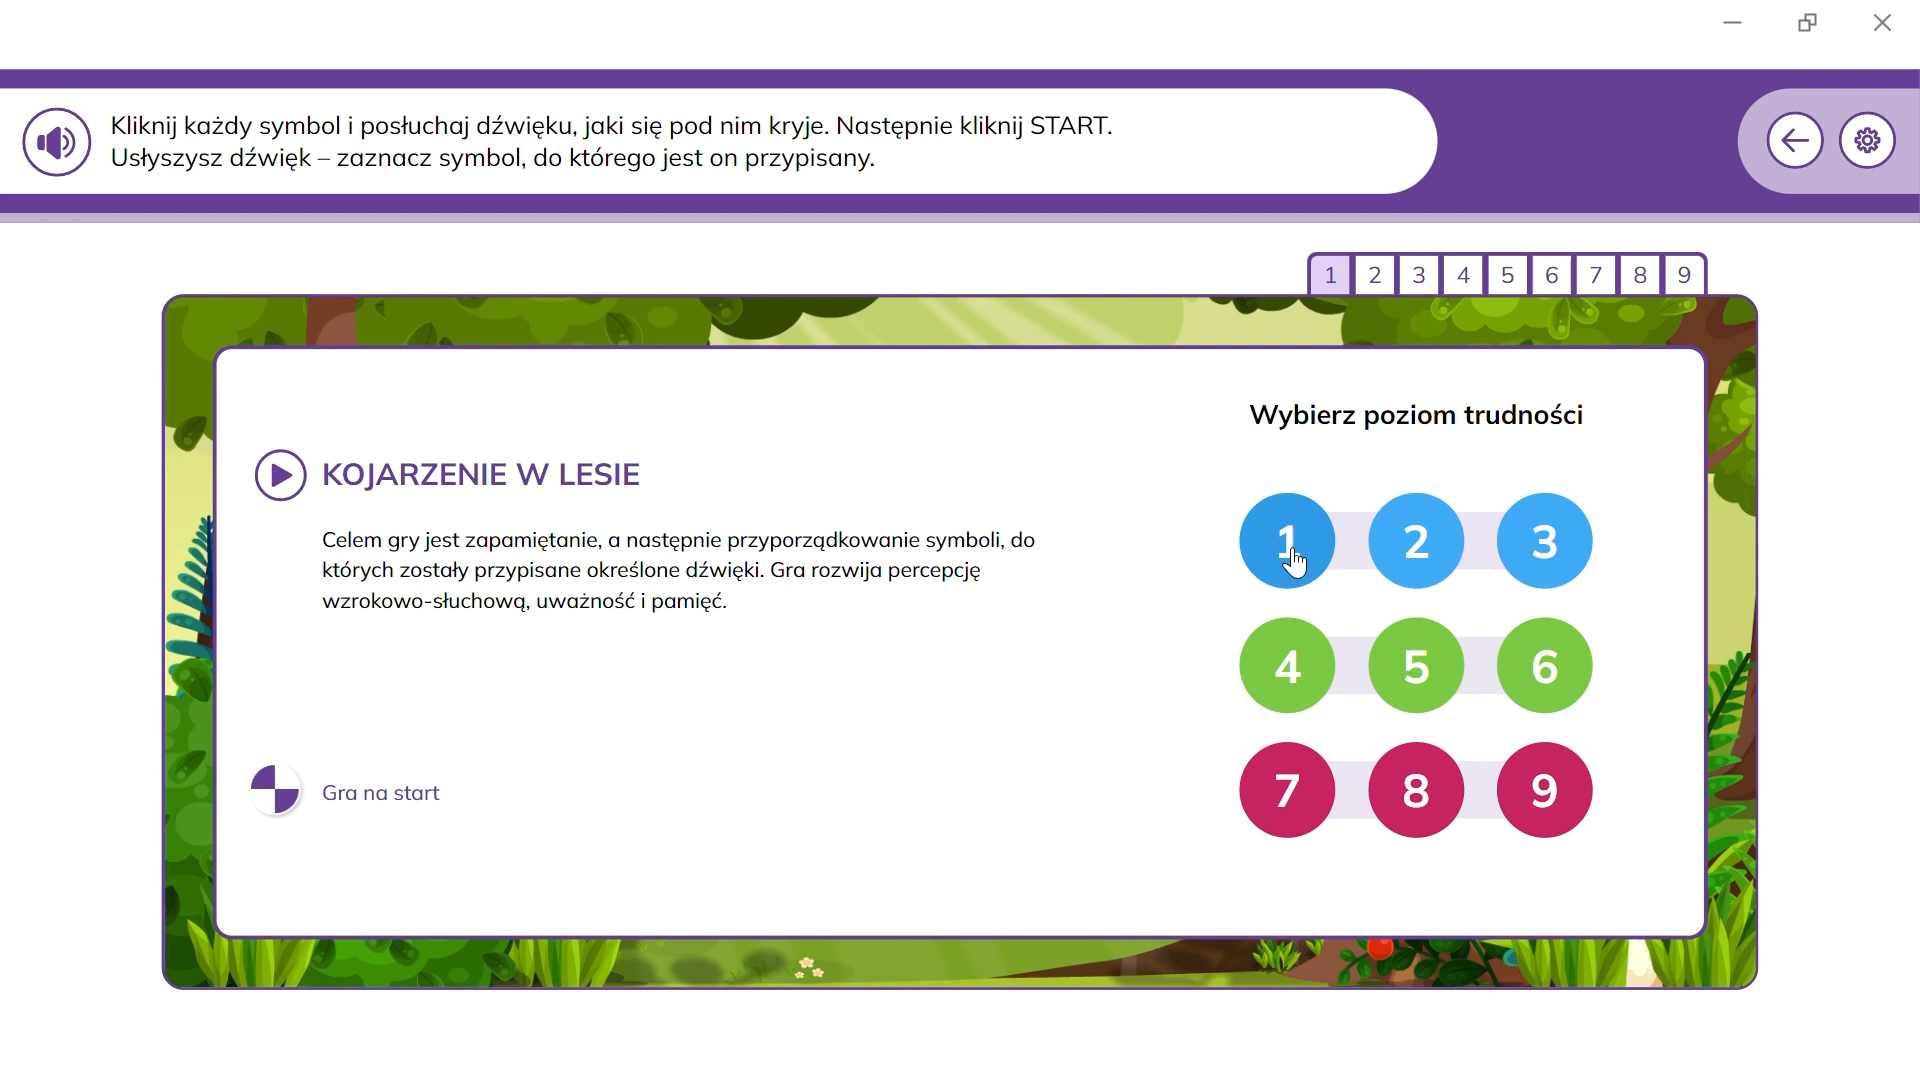 Kliknij każdy symbol i posłuchaj dźwięku, jaki się pod nim kryje. Następnie kliknij START.
Usłyszysz dźwięk – zaznacz symbol, do którego jest on przypisany.
1 2 3 4 5 6 7 8 9
Wybierz poziom trudności
KOJARZENIE W LESIE
Celem gry jest zapamiętanie, a następnie przyporządkowanie symboli, do
których zostały przypisane określone dźwięki. Gra rozwija percepcję
wzrokowo-słuchową, uważność i pamięć.
1 2 3
4 5 6
7 8 9
Gra na start